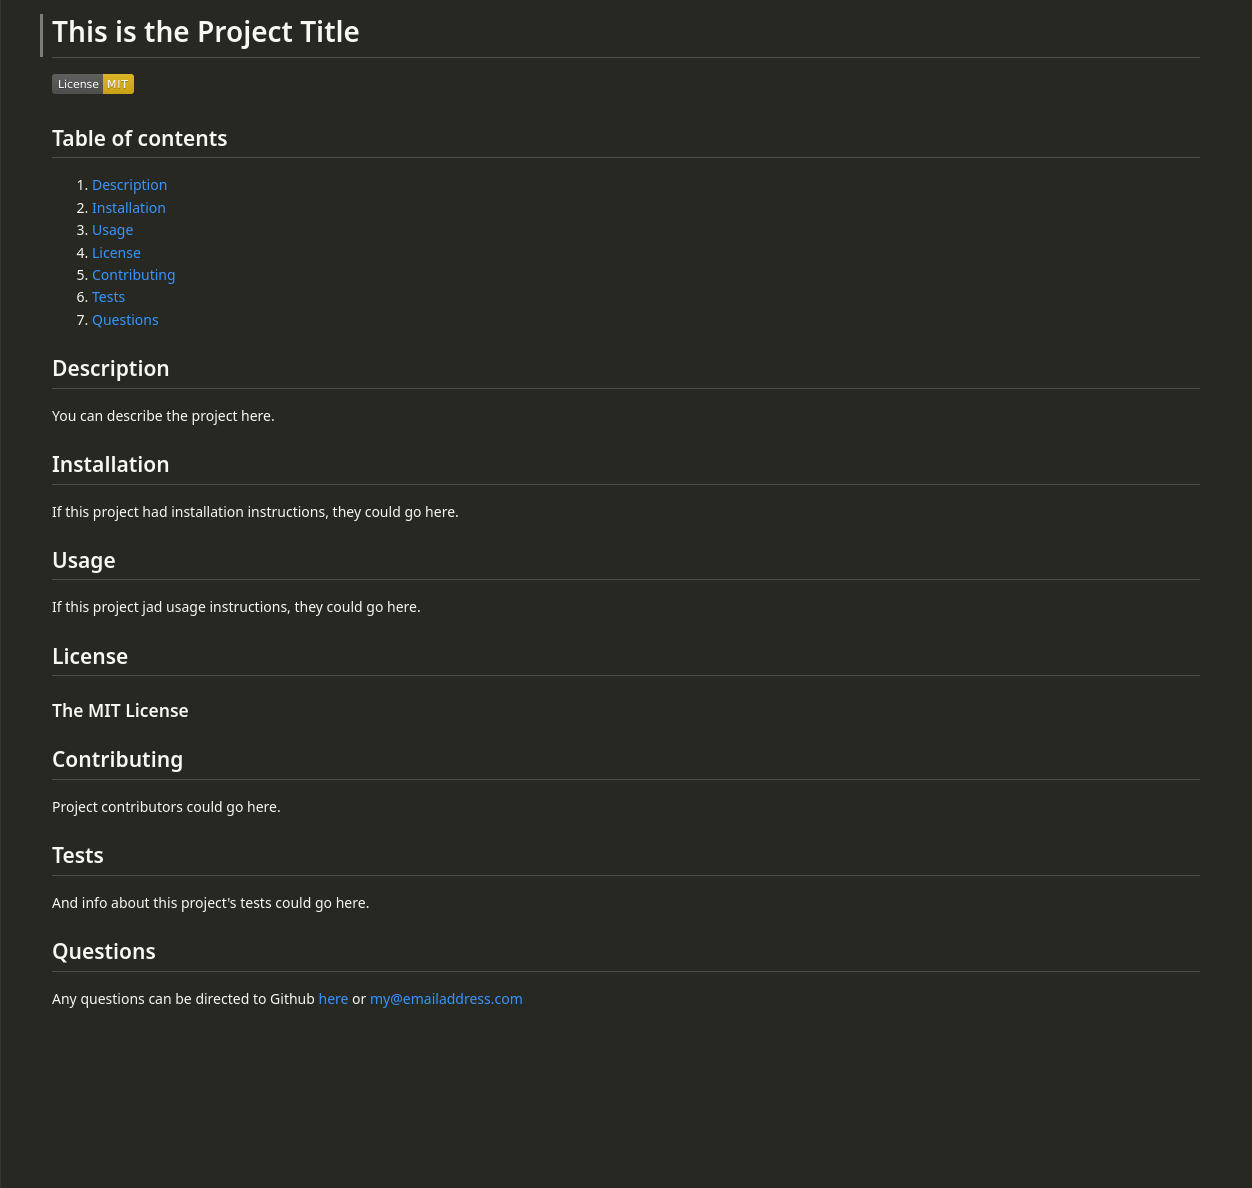 This is the Project Title
License MIT
Table of contents
1. Description
2. Installation
3. Usage
4. License
5. Contributing
6. Tests
7. Questions
Description
You can describe the project here.
Installation
If this project had installation instructions, they could go here.
Usage
If this project jad usage instructions, they could go here.
License
The MIT License
Contributing
Project contributors could go here.
Tests
And info about this project's tests could go here.
Questions
Any questions can be directed to Github here or my@emailaddress.com